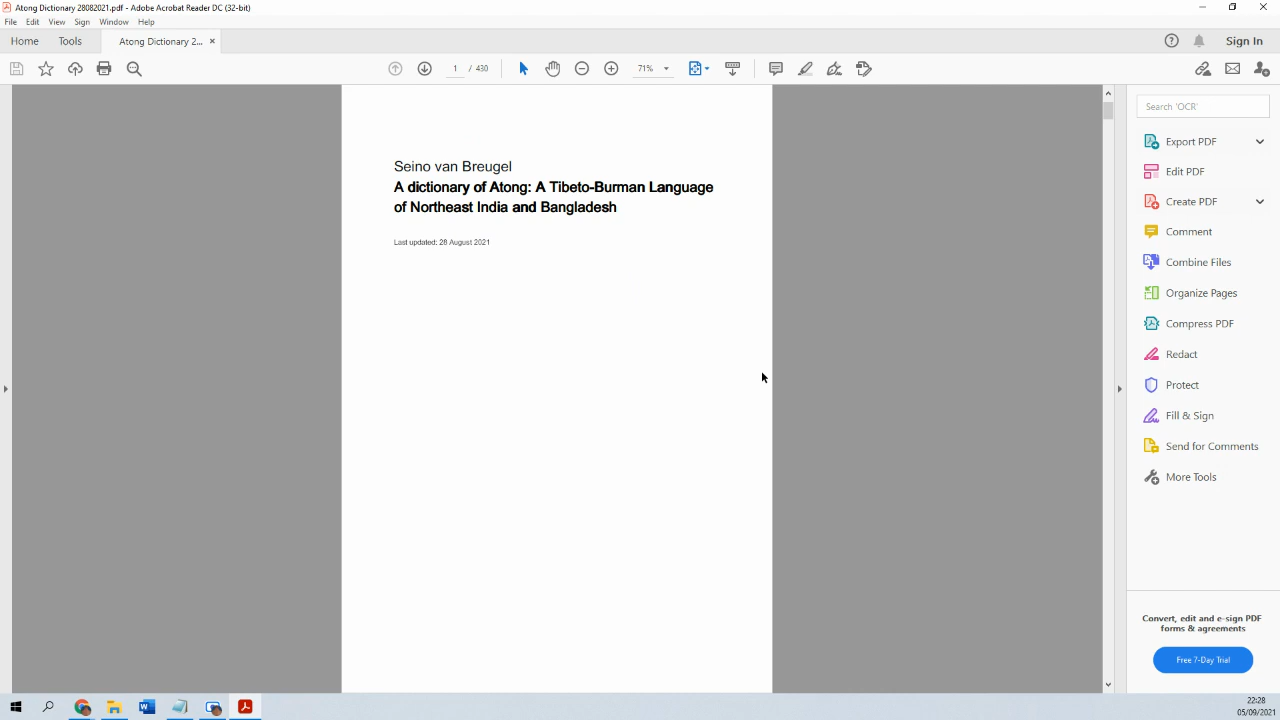 Atong Dictionary 28082021.pdf - Adobe Acrobat Reader DC (32-bit)
File Edit View Sign Window Help
Home Tools Atong Dictionary 2... × Sign In
1 / 430 71%
Search 'OCR'
Export PDF
Edit PDF
Create PDF
Comment
Combine Files
Organize Pages
Compress PDF
Redact
Protect
Fill & Sign
Send for Comments
More Tools
Convert, edit and e-sign PDF
forms & agreements
Free 7-Day Trial
Seino van Breugel
A dictionary of Atong: A Tibeto-Burman Language
of Northeast India and Bangladesh
Last updated: 28 August 2021
22:28
05/09/2021